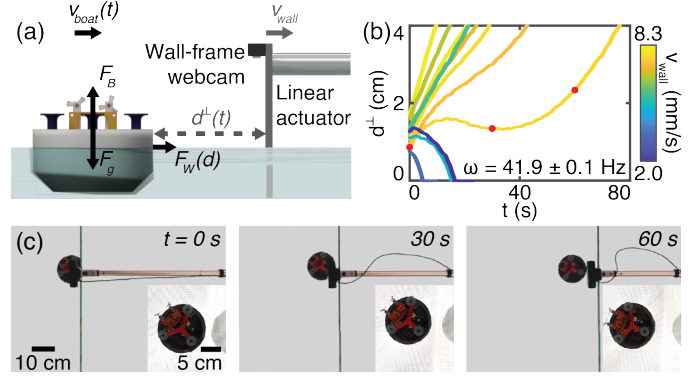 (a)
v_boat(t)
v_wall
Wall-frame
webcam
F_B
d^⊥(t)
Linear
actuator
F_g
F_W(d)
(b)
4
2
0
d^⊥ (cm)
0
40
80
t (s)
ω = 41.9 ± 0.1 Hz
8.3
v_wall (mm/s)
2.0
(c)
t = 0 s
10 cm
5 cm
30 s
60 s